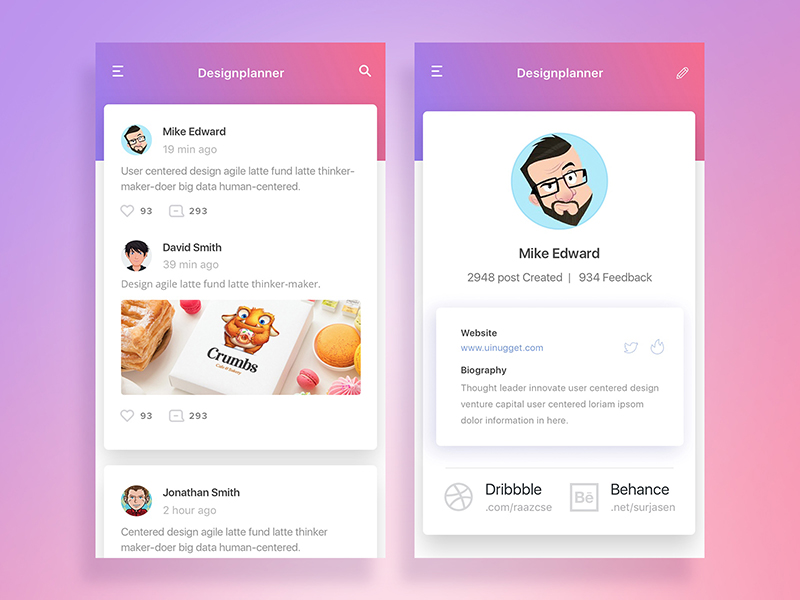 Designplanner
Mike Edward
19 min ago
User centered design agile latte fund latte thinker-
maker-doer big data human-centered.
93 293
David Smith
39 min ago
Design agile latte fund latte thinker-maker.
Crumbs
Cafe & Bakery
93 293
Jonathan Smith
2 hour ago
Centered design agile latte fund latte thinker
maker-doer big data human-centered.
Designplanner
Mike Edward
2948 post Created | 934 Feedback
Website
www.uinugget.com
Biography
Thought leader innovate user centered design
venture capital user centered loriam ipsom
dolor information in here.
Dribbble
.com/raazcse
Bē Behance
.net/surjasen